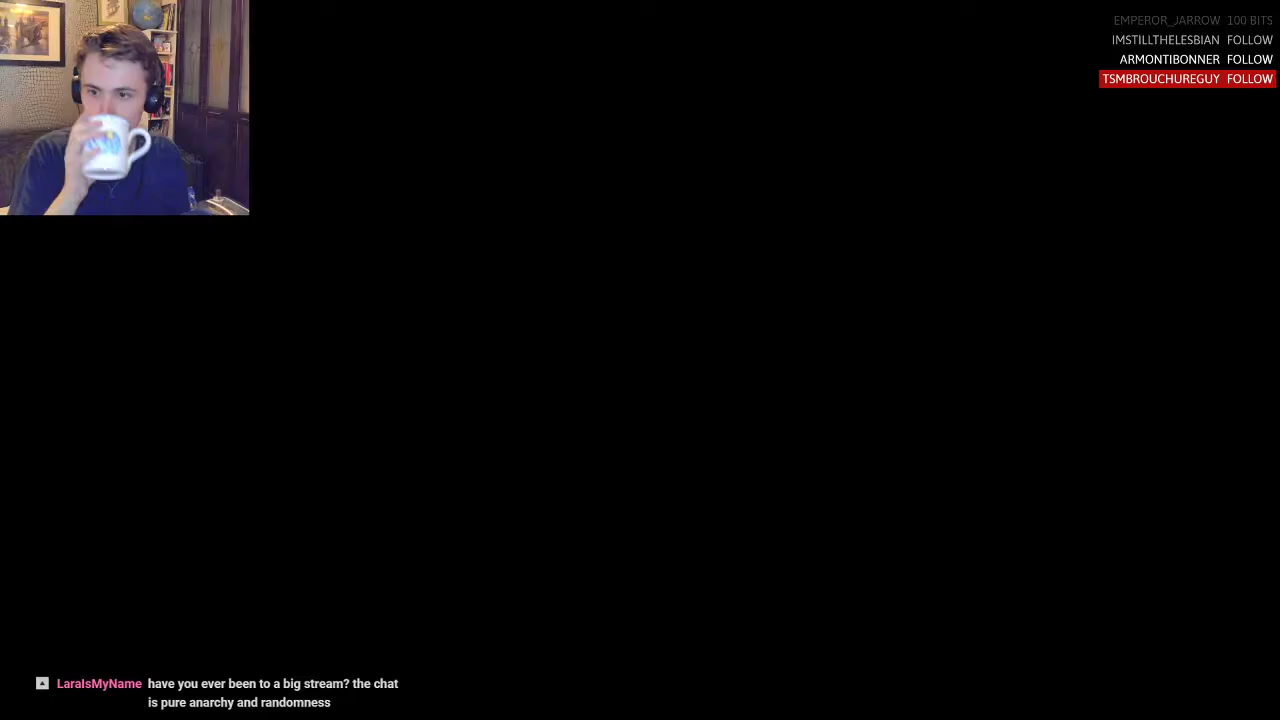 EMPEROR_JARROW 100 BITS
IMSTILLTHELESBIAN FOLLOW
ARMONTIBONNER FOLLOW
TSMBROUCHUREGUY FOLLOW
LaraIsMyName have you ever been to a big stream? the chat
is pure anarchy and randomness